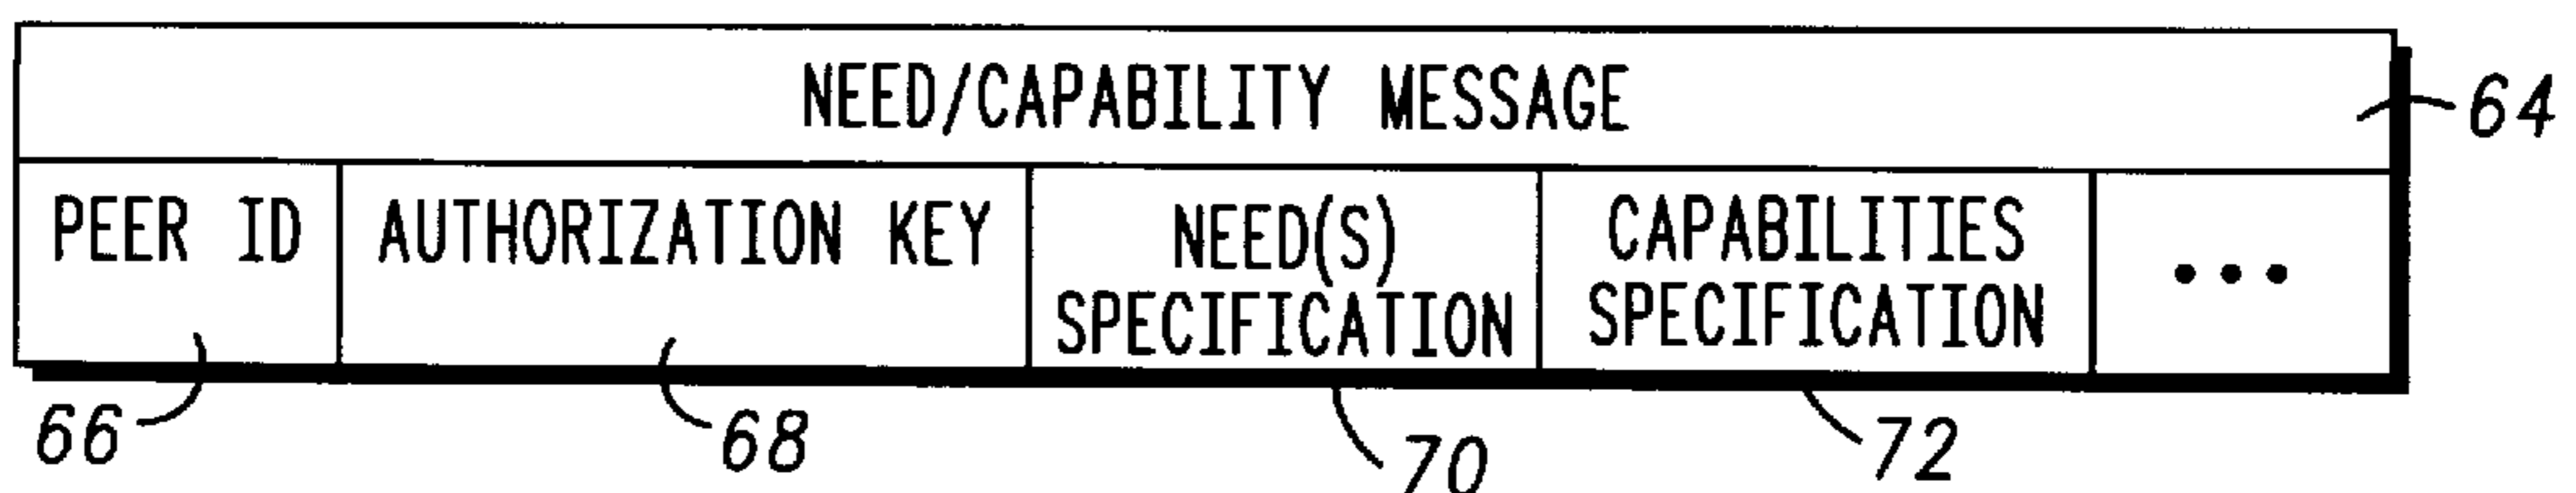 NEED/CAPABILITY MESSAGE
64
PEER ID
AUTHORIZATION KEY
NEED(S)
SPECIFICATION
CAPABILITIES
SPECIFICATION
•••
66
68
70
72